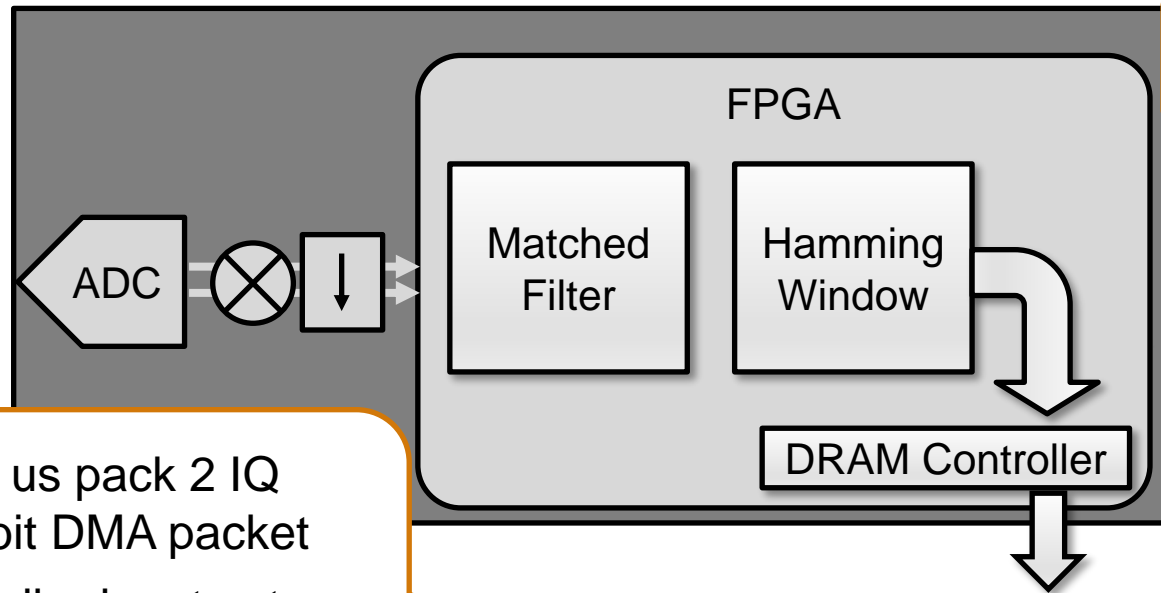 FPGA
ADC
Matched
Filter
Hamming
Window
DRAM Controller
us pack 2 IQ
bit DMA packet